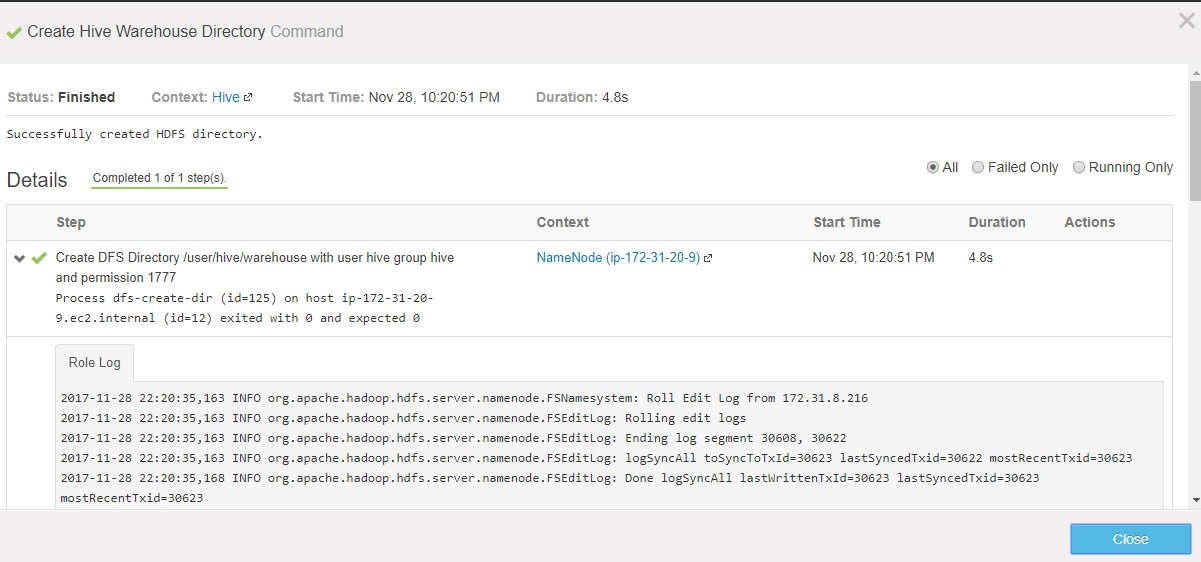 Create Hive Warehouse Directory Command
Status: Finished Context: Hive Start Time: Nov 28, 10:20:51 PM Duration: 4.8s
Successfully created HDFS directory.
Details Completed 1 of 1 step(s). All Failed Only Running Only
Step Context Start Time Duration Actions
Create DFS Directory /user/hive/warehouse with user hive group hive NameNode (ip-172-31-20-9) Nov 28, 10:20:51 PM 4.8s
and permission 1777
Process dfs-create-dir (id=125) on host ip-172-31-20-
9.ec2.internal (id=12) exited with 0 and expected 0
Role Log
2017-11-28 22:20:35,163 INFO org.apache.hadoop.hdfs.server.namenode.FSNamesystem: Roll Edit Log from 172.31.8.216
2017-11-28 22:20:35,163 INFO org.apache.hadoop.hdfs.server.namenode.FSEditLog: Rolling edit logs
2017-11-28 22:20:35,163 INFO org.apache.hadoop.hdfs.server.namenode.FSEditLog: Ending log segment 30608, 30622
2017-11-28 22:20:35,163 INFO org.apache.hadoop.hdfs.server.namenode.FSEditLog: logSyncAll toSyncToTxId=30623 lastSyncedTxid=30622 mostRecentTxid=30623
2017-11-28 22:20:35,168 INFO org.apache.hadoop.hdfs.server.namenode.FSEditLog: Done logSyncAll lastWrittenTxId=30623 lastSyncedTxid=30623
mostRecentTxid=30623
Close